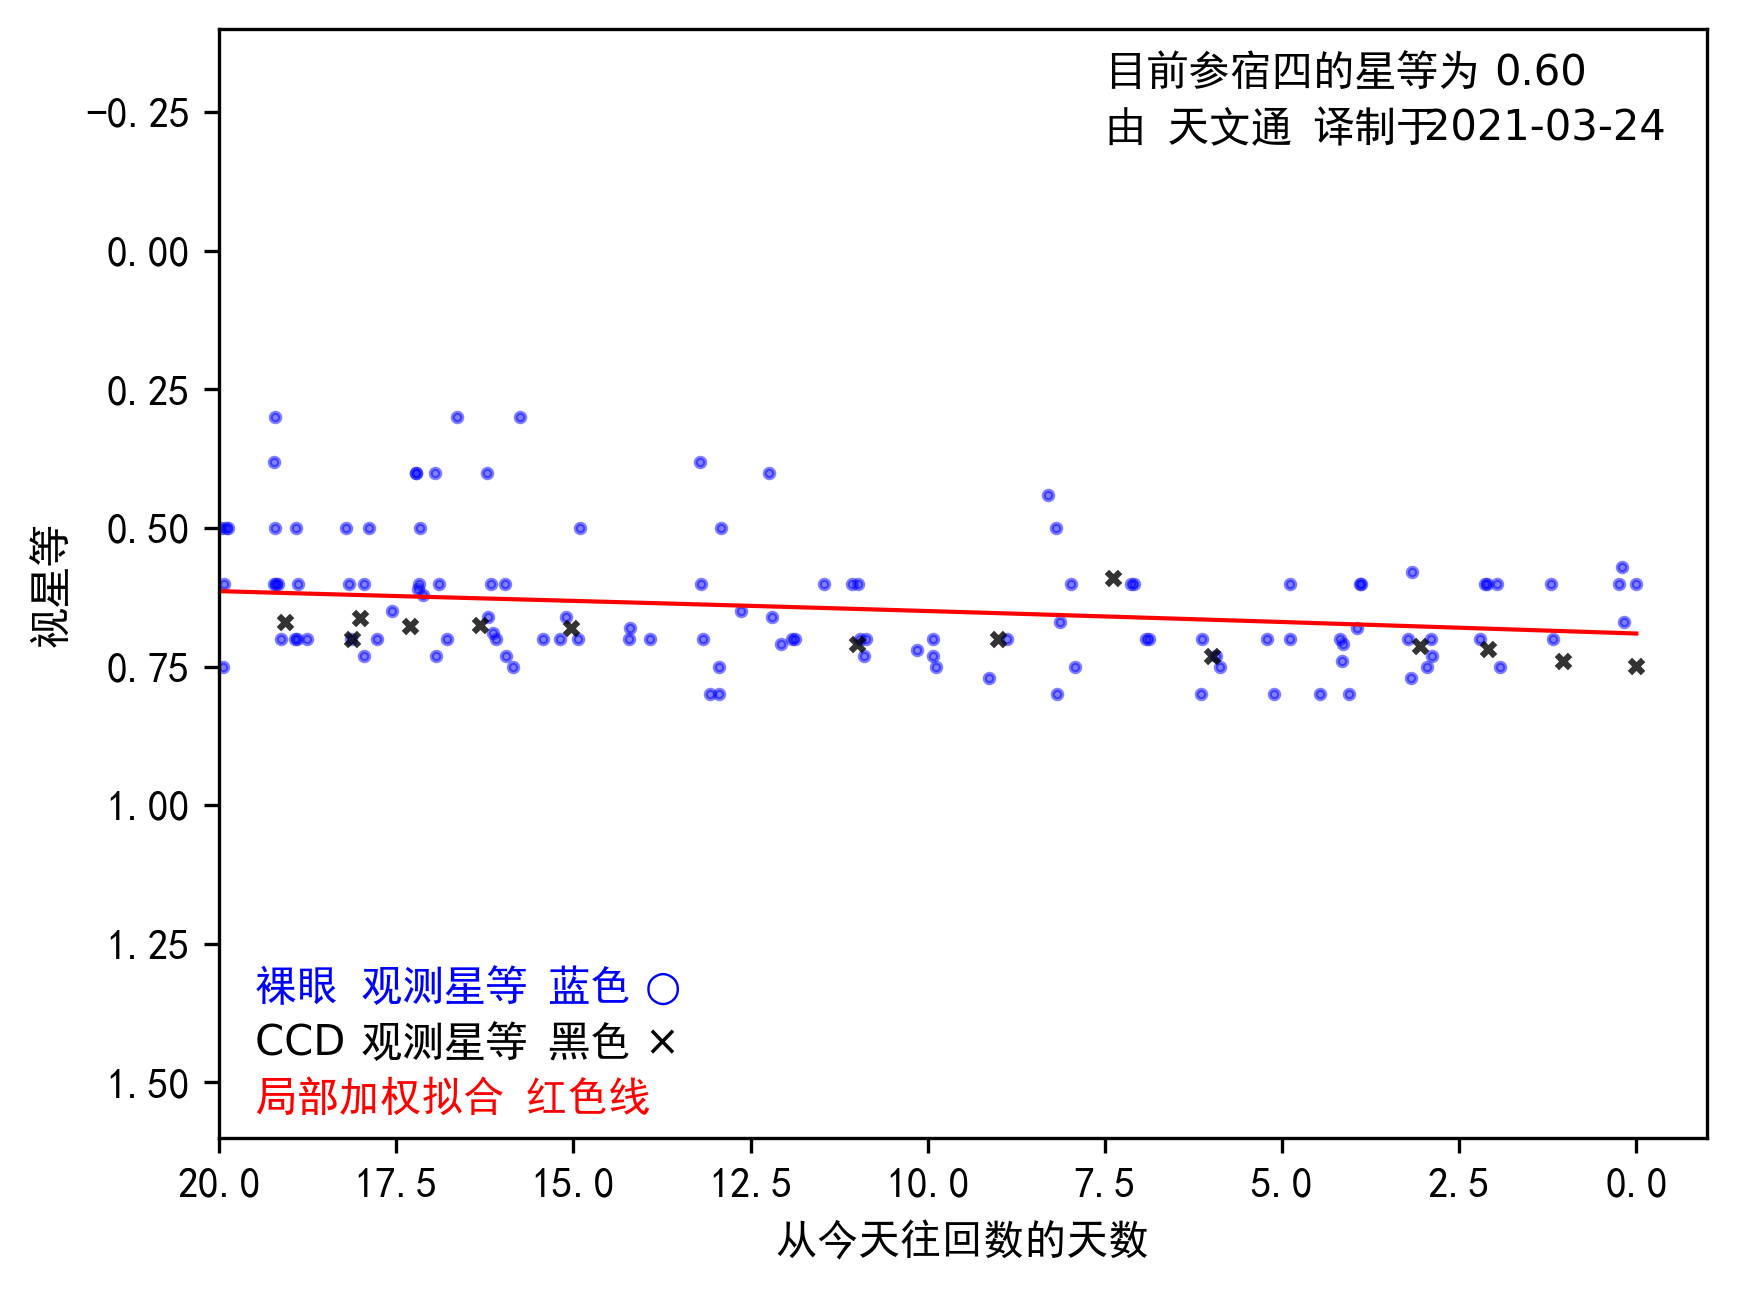 目前参宿四的星等为 0.60
由 天文通 译制于2021-03-24
−0.25
0.00
0.25
0.50
0.75
1.00
1.25
1.50
视星等
裸眼 观测星等 蓝色 ○
CCD 观测星等 黑色 ×
局部加权拟合 红色线
20.0 17.5 15.0 12.5 10.0 7.5 5.0 2.5 0.0
从今天往回数的天数